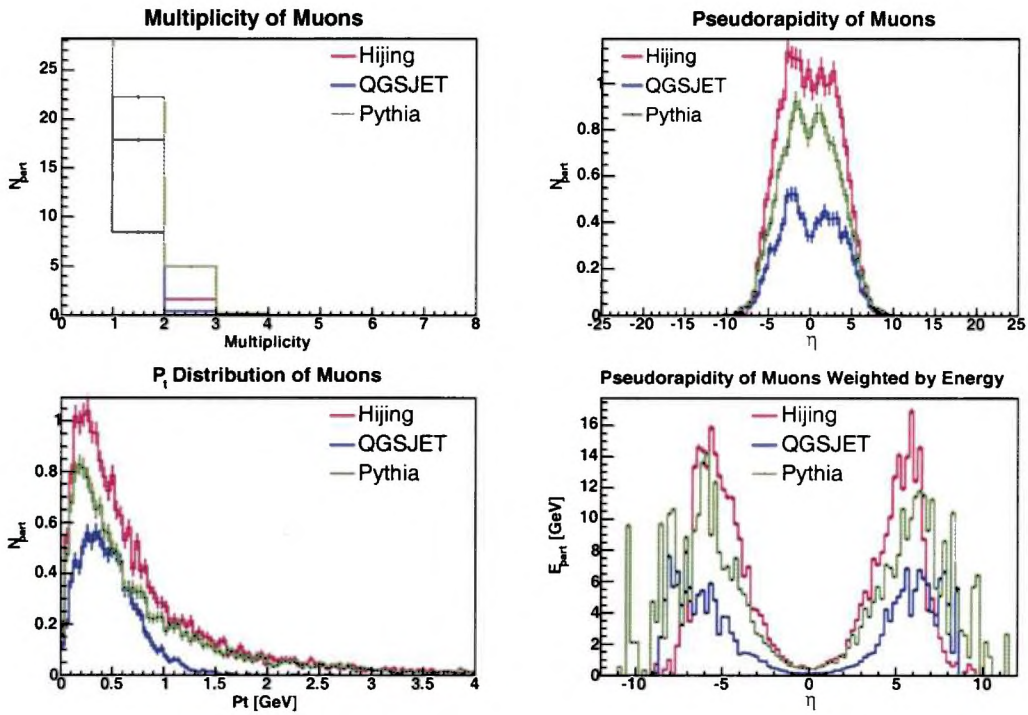 Multiplicity of Muons
N_part
25
20
15
10
5
0
Hijing
QGSJET
Pythia
0 1 2 3 4 5 6 7 8
Multiplicity
Pseudorapidity of Muons
N_part
1
0.8
0.6
0.4
0.2
0
Hijing
QGSJET
Pythia
-25 -20 -15 -10 -5 0 5 10 15 20 25
η
P_t Distribution of Muons
N_part
1
0.8
0.6
0.4
0.2
0
Hijing
QGSJET
Pythia
0 0.5 1 1.5 2 2.5 3 3.5 4
Pt [GeV]
Pseudorapidity of Muons Weighted by Energy
E_part [GeV]
16
14
12
10
8
6
4
2
0
Hijing
QGSJET
Pythia
-10 -5 0 5 10
η